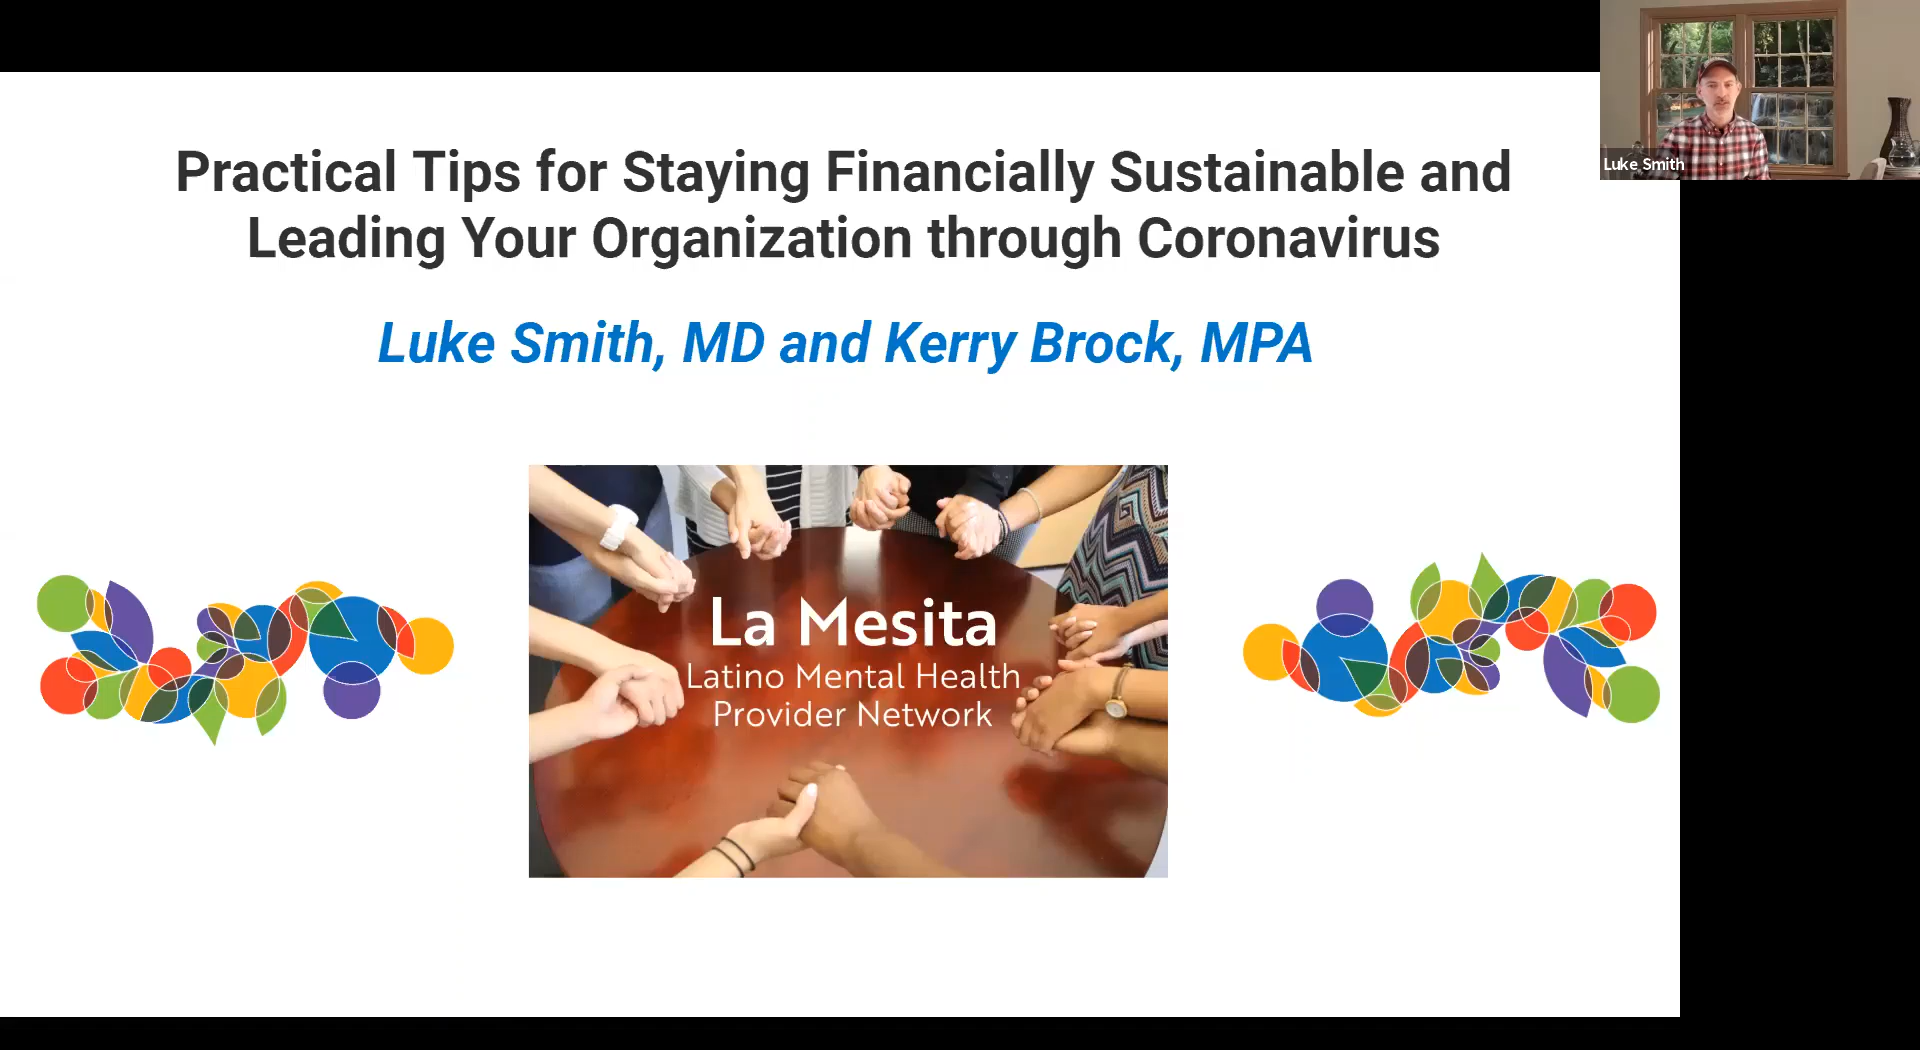 Practical Tips for Staying Financially Sustainable and
Leading Your Organization through Coronavirus
Luke Smith, MD and Kerry Brock, MPA
La Mesita
Latino Mental Health
Provider Network
Luke Smith